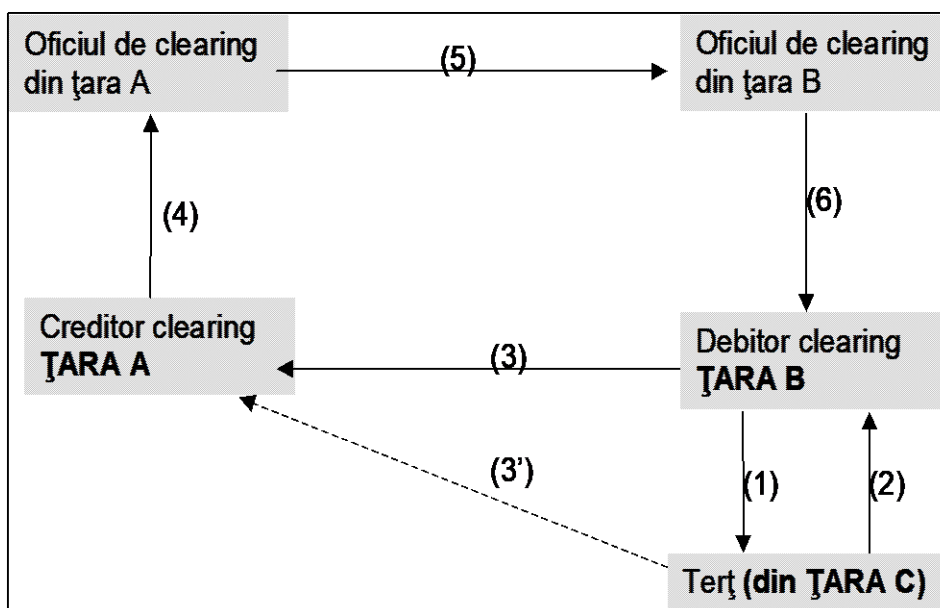 Oficiul de clearing
din ţara A
(5)
Oficiul de clearing
din ţara B
(4)
(6)
Creditor clearing
ŢARA A
(3)
Debitor clearing
ŢARA B
(3’)
(1)
(2)
Terţ (din ŢARA C)